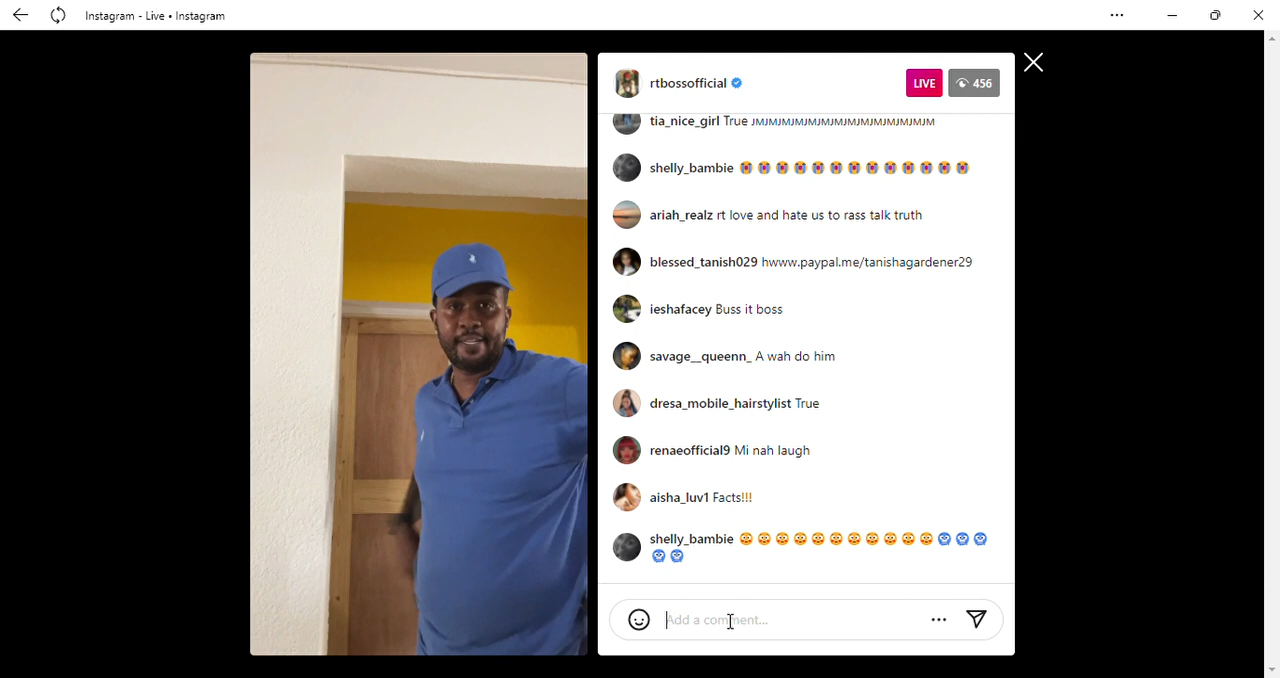 Instagram - Live • Instagram
rtbossofficial
LIVE
456
tia_nice_girl True JMJMJMJMJMJMJMJMJMJMJMJMJMJM
shelly_bambie 😭😭😭😭😭😭😭😭😭😭😭😭😭
ariah_realz rt love and hate us to rass talk truth
blessed_tanish029 hwww.paypal.me/tanishagardener29
ieshafacey Buss it boss
savage__queenn_ A wah do him
dresa_mobile_hairstylist True
renaeofficial9 Mi nah laugh
aisha_luv1 Facts!!!
shelly_bambie
Add a comment...